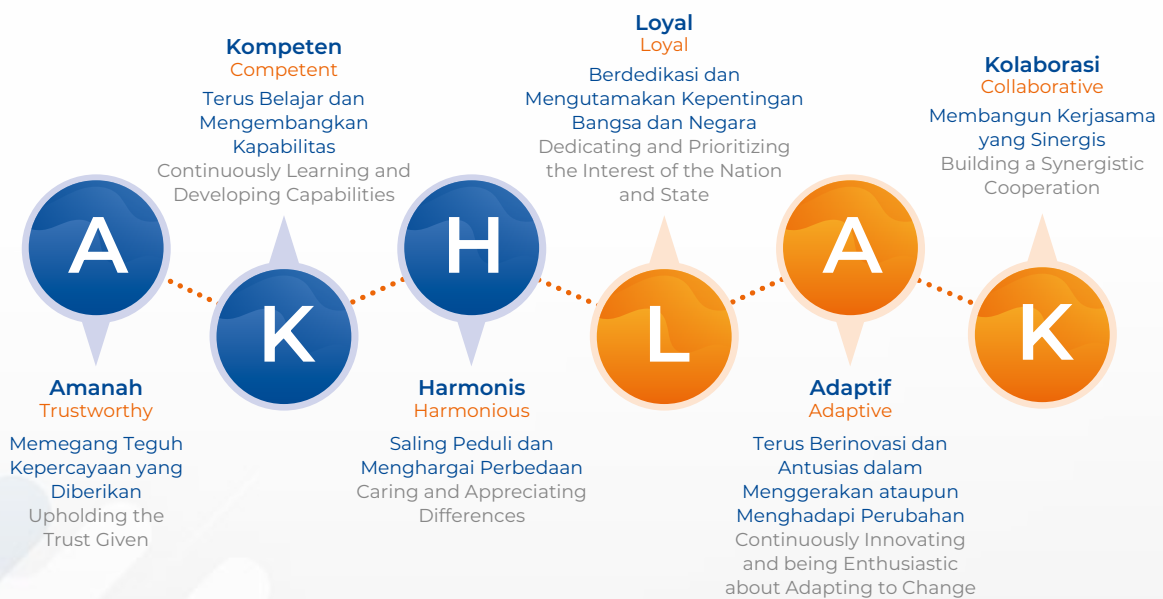 A
Amanah
Trustworthy
Memegang Teguh
Kepercayaan yang
Diberikan
Upholding the
Trust Given
Kompeten
Competent
Terus Belajar dan
Mengembangkan
Kapabilitas
Continuously Learning and
Developing Capabilities
K
H
Harmonis
Harmonious
Saling Peduli dan
Menghargai Perbedaan
Caring and Appreciating
Differences
Loyal
Loyal
Berdedikasi dan
Mengutamakan Kepentingan
Bangsa dan Negara
Dedicating and Prioritizing
the Interest of the Nation
and State
L
A
Adaptif
Adaptive
Terus Berinovasi dan
Antusias dalam
Menggerakan ataupun
Menghadapi Perubahan
Continuously Innovating
and being Enthusiastic
about Adapting to Change
Kolaborasi
Collaborative
Membangun Kerjasama
yang Sinergis
Building a Synergistic
Cooperation
K